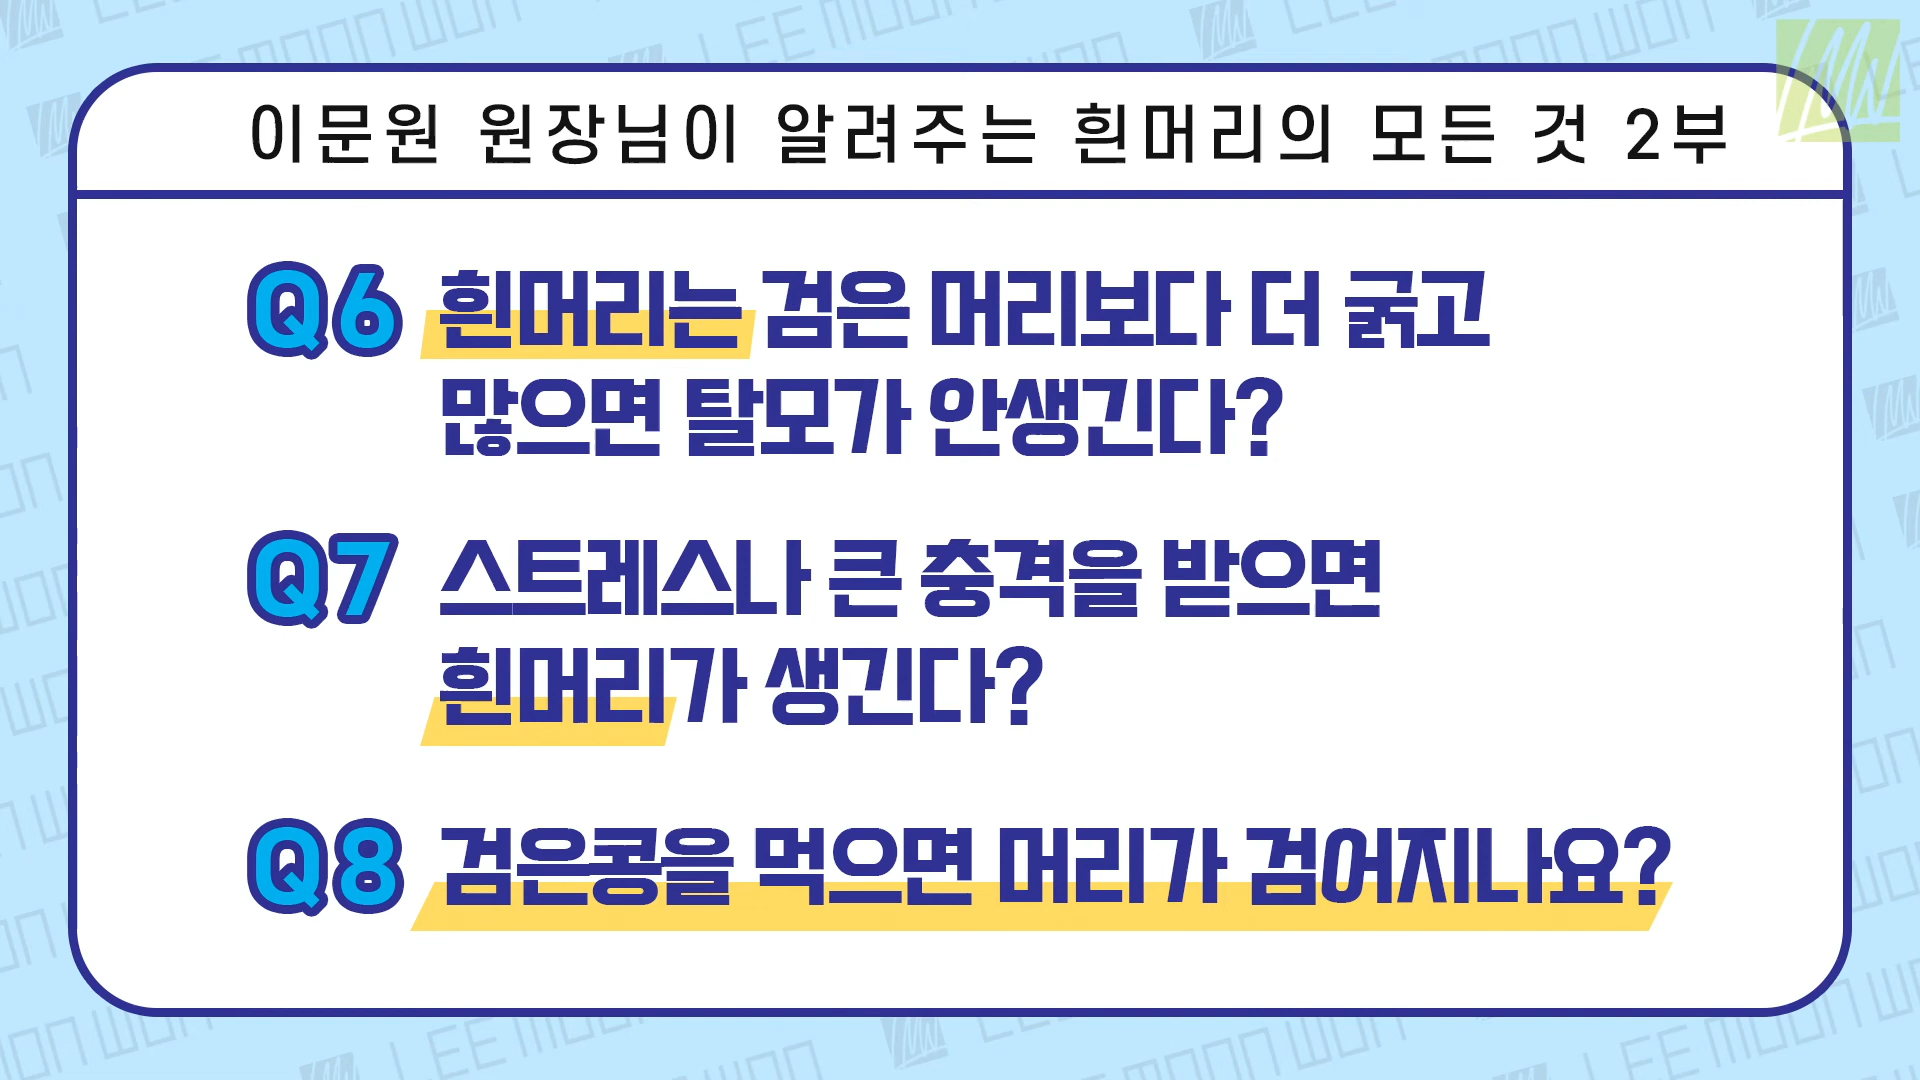 이문원 원장님이 알려주는 흰머리의 모든 것 2부
Q6 흰머리는 검은 머리보다 더 굵고
많으면 탈모가 안생긴다?
Q7 스트레스나 큰 충격을 받으면
흰머리가 생긴다?
Q8 검은콩을 먹으면 머리가 검어지나요?
LEE MOON WON